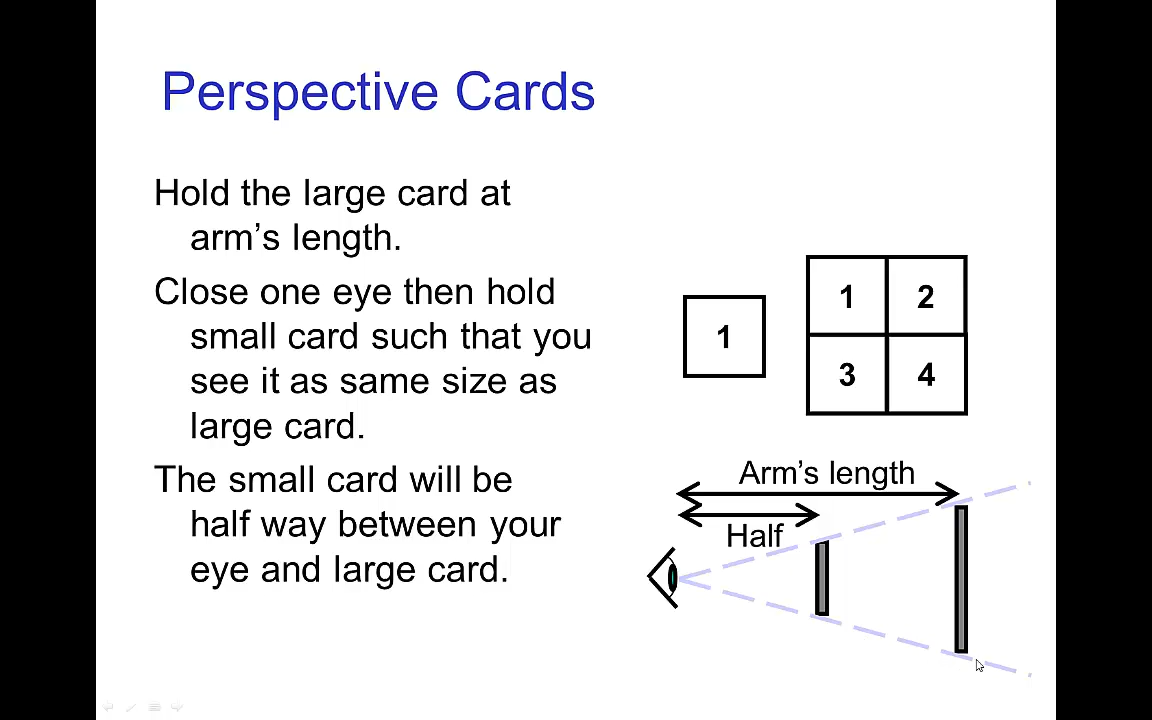 Perspective Cards
Hold the large card at
arm’s length.
Close one eye then hold
small card such that you
see it as same size as
large card.
The small card will be
half way between your
eye and large card.
1
1 2
3 4
Arm’s length
Half